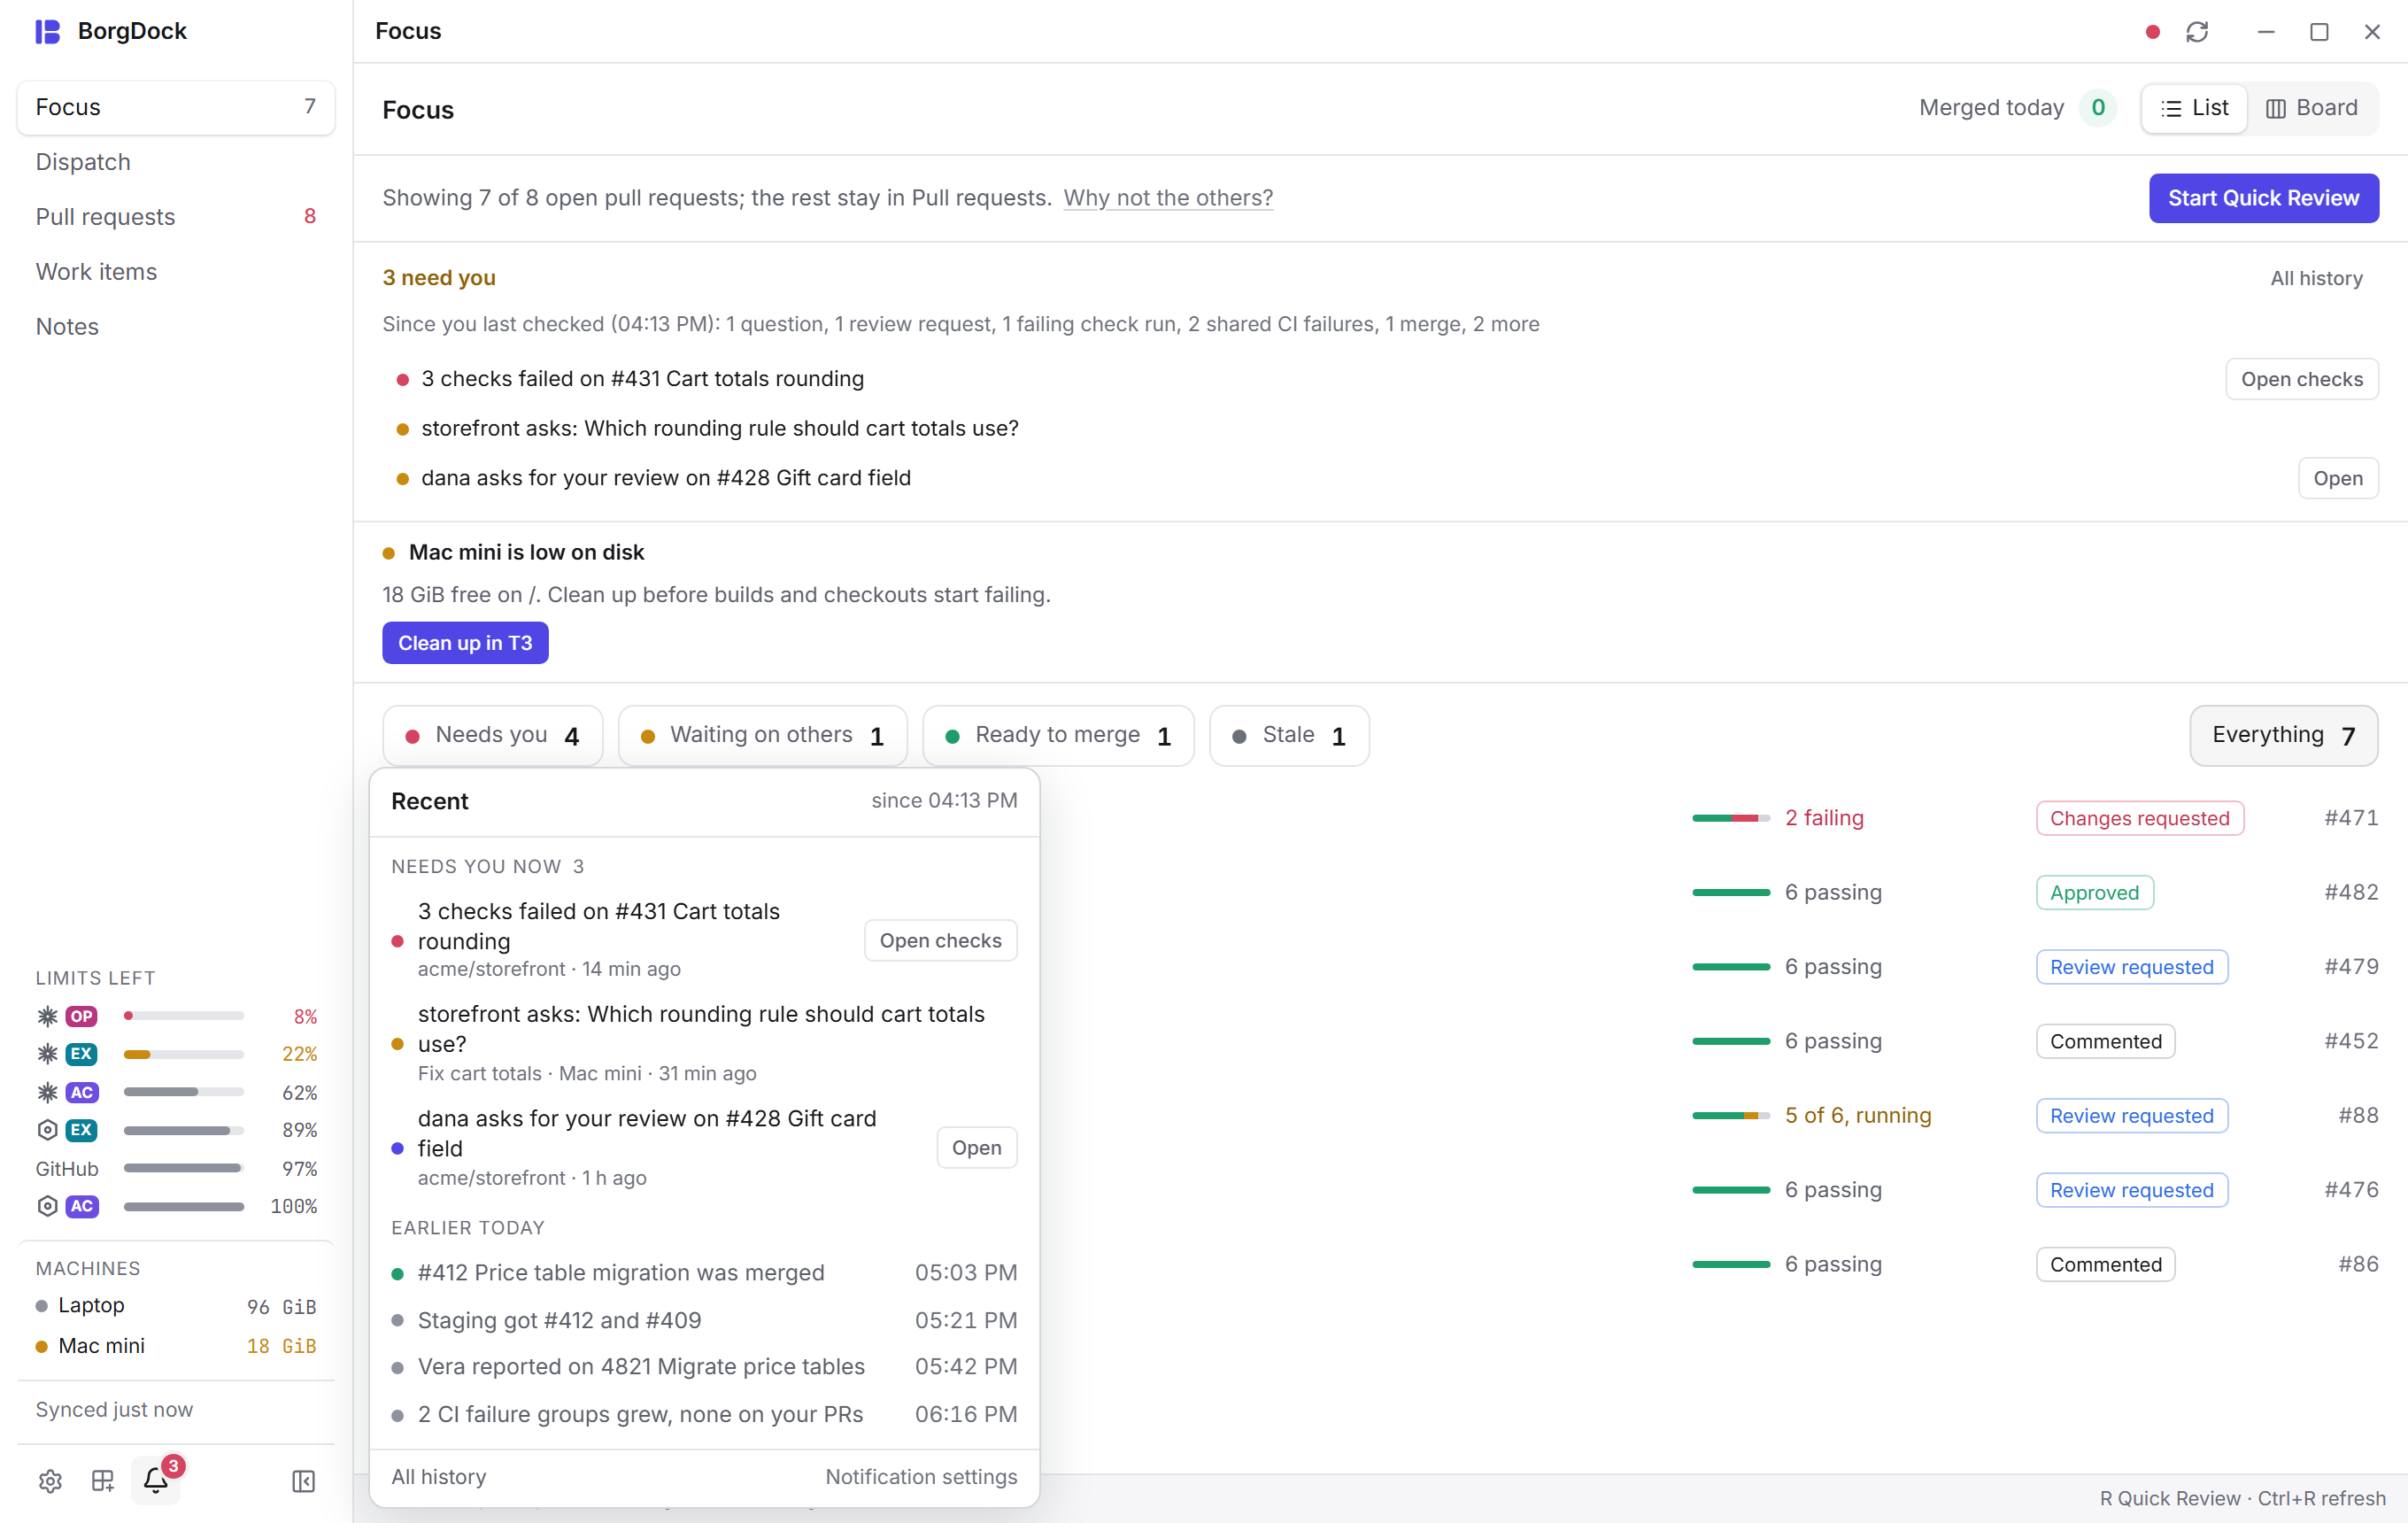 BorgDock
Focus
Focus 7
Dispatch
Pull requests 8
Work items
Notes
LIMITS LEFT
OP 8%
EX 22%
AC 62%
EX 89%
GitHub 97%
AC 100%
MACHINES
Laptop 96 GiB
Mac mini 18 GiB
Synced just now
3
Focus
Merged today 0
List
Board
Showing 7 of 8 open pull requests; the rest stay in Pull requests. Why not the others?
Start Quick Review
3 need you
All history
Since you last checked (04:13 PM): 1 question, 1 review request, 1 failing check run, 2 shared CI failures, 1 merge, 2 more
3 checks failed on #431 Cart totals rounding
Open checks
storefront asks: Which rounding rule should cart totals use?
dana asks for your review on #428 Gift card field
Open
Mac mini is low on disk
18 GiB free on /. Clean up before builds and checkouts start failing.
Clean up in T3
Needs you 4
Waiting on others 1
Ready to merge 1
Stale 1
Everything 7
Recent
since 04:13 PM
NEEDS YOU NOW 3
3 checks failed on #431 Cart totals
rounding
acme/storefront · 14 min ago
Open checks
storefront asks: Which rounding rule should cart totals
use?
Fix cart totals · Mac mini · 31 min ago
dana asks for your review on #428 Gift card
field
acme/storefront · 1 h ago
Open
EARLIER TODAY
#412 Price table migration was merged 05:03 PM
Staging got #412 and #409 05:21 PM
Vera reported on 4821 Migrate price tables 05:42 PM
2 CI failure groups grew, none on your PRs 06:16 PM
All history
Notification settings
2 failing Changes requested #471
6 passing Approved #482
6 passing Review requested #479
6 passing Commented #452
5 of 6, running Review requested #88
6 passing Review requested #476
6 passing Commented #86
R Quick Review · Ctrl+R refresh